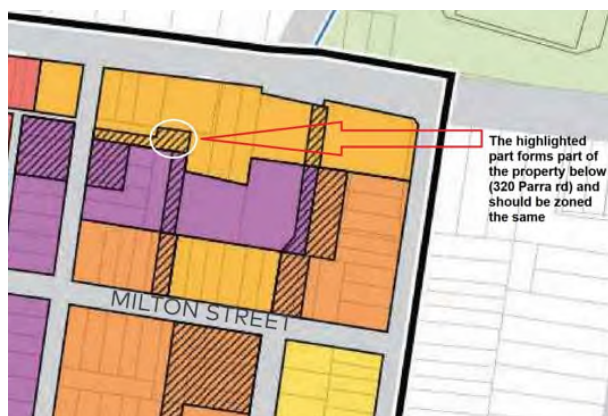 The highlighted
part forms part of
the property below
(320 Parra rd) and
should be zoned
the same
MILTON STREET